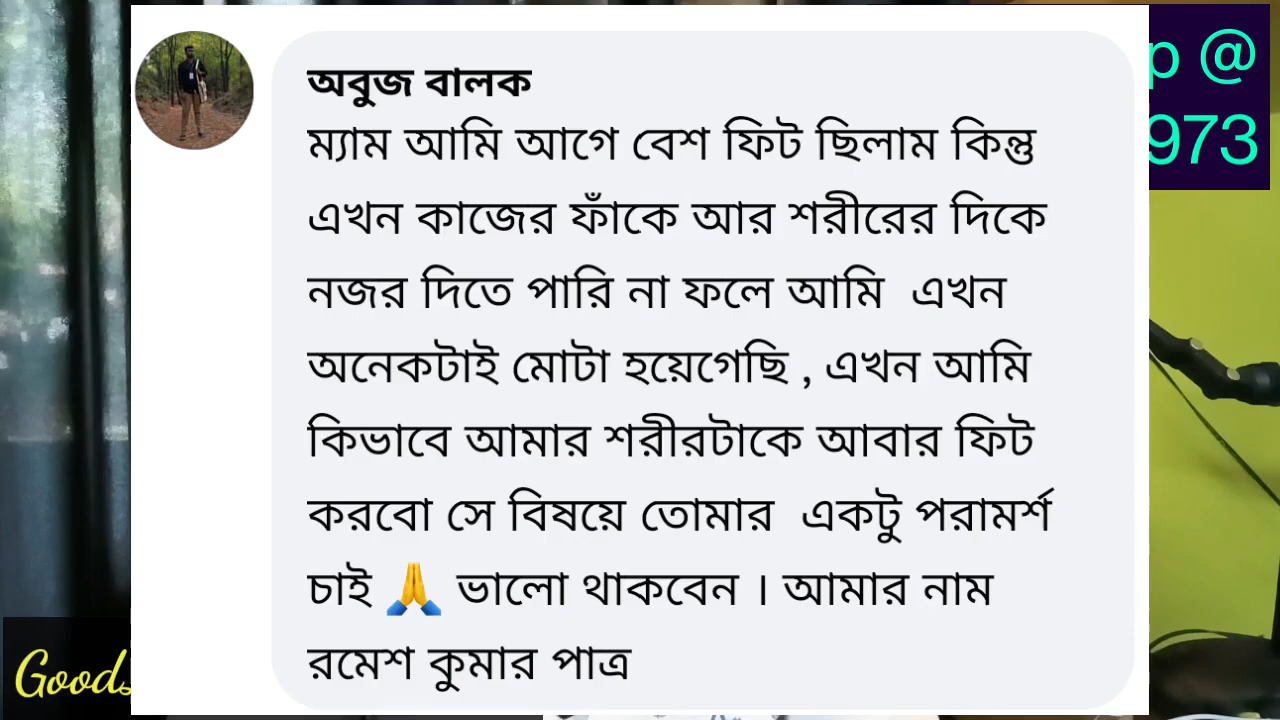 p @
973
অবুজ বালক
ম্যাম আমি আগে বেশ ফিট ছিলাম কিন্তু
এখন কাজের ফাঁকে আর শরীরের দিকে
নজর দিতে পারি না ফলে আমি এখন
অনেকটাই মোটা হয়েগেছি , এখন আমি
কিভাবে আমার শরীরটাকে আবার ফিট
করবো সে বিষয়ে তোমার একটু পরামর্শ
চাই 🙏 ভালো থাকবেন । আমার নাম
রমেশ কুমার পাত্র